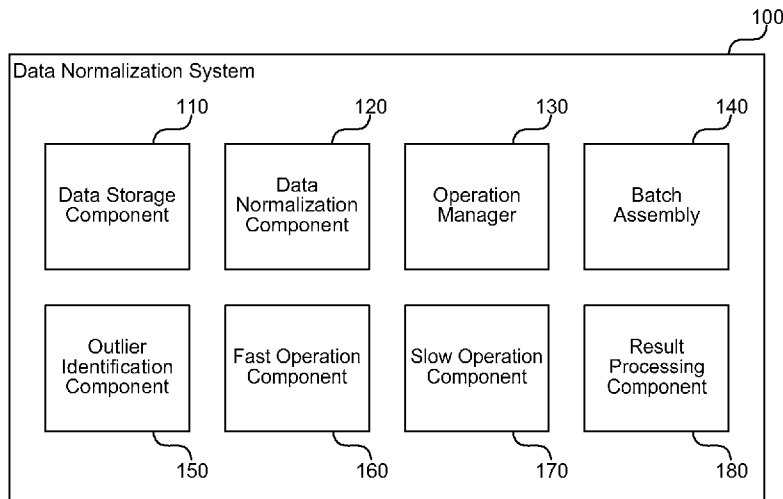 100
Data Normalization System
110
120
130
140
Data Storage
Component
Data
Normalization
Component
Operation
Manager
Batch
Assembly
Outlier
Identification
Component
Fast Operation
Component
Slow Operation
Component
Result
Processing
Component
150
160
170
180